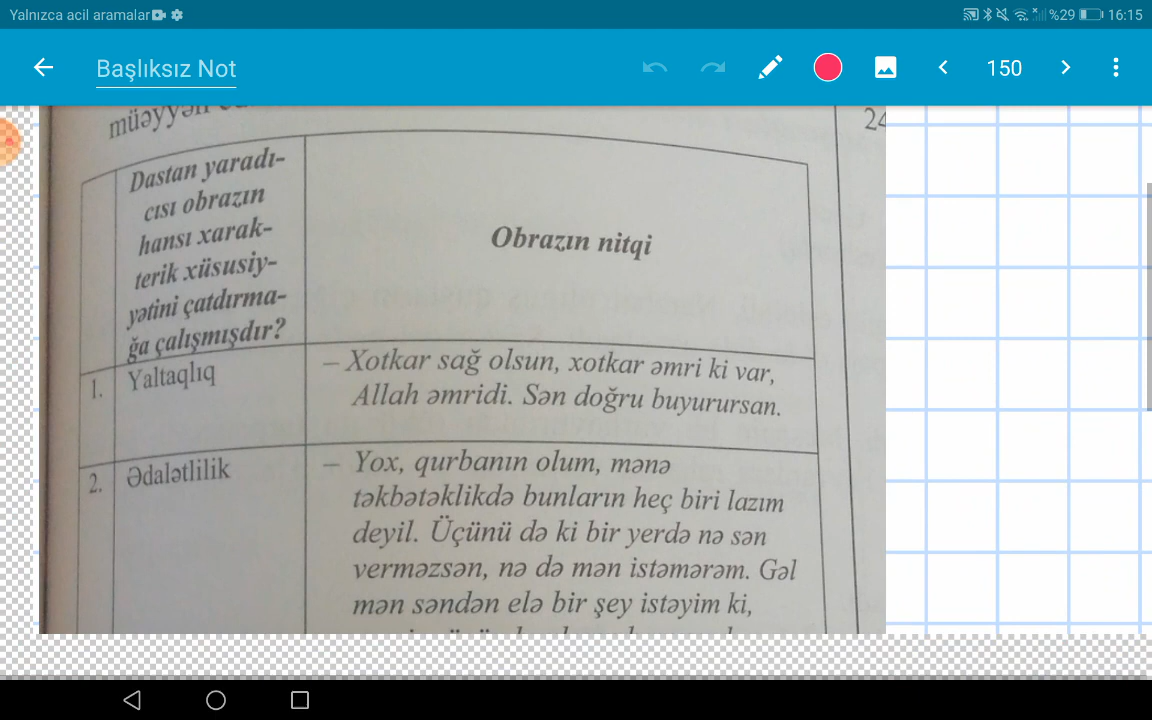 Yalnızca acil aramalar
%29 16:15
Başlıksız Not
150
24
Dastan yaradı-
cısı obrazın
hansı xarak-
terik xüsusiy-
yətini çatdırma-
ğa çalışmışdır?
Obrazın nitqi
1. Yaltaqlıq
– Xotkar sağ olsun, xotkar əmri ki var,
Allah əmridi. Sən doğru buyurursan.
2. Ədalətlilik
– Yox, qurbanın olum, mənə
təkbətəklikdə bunların heç biri lazım
deyil. Üçünü də ki bir yerdə nə sən
verməzsən, nə də mən istəmərəm. Gəl
mən səndən elə bir şey istəyim ki,